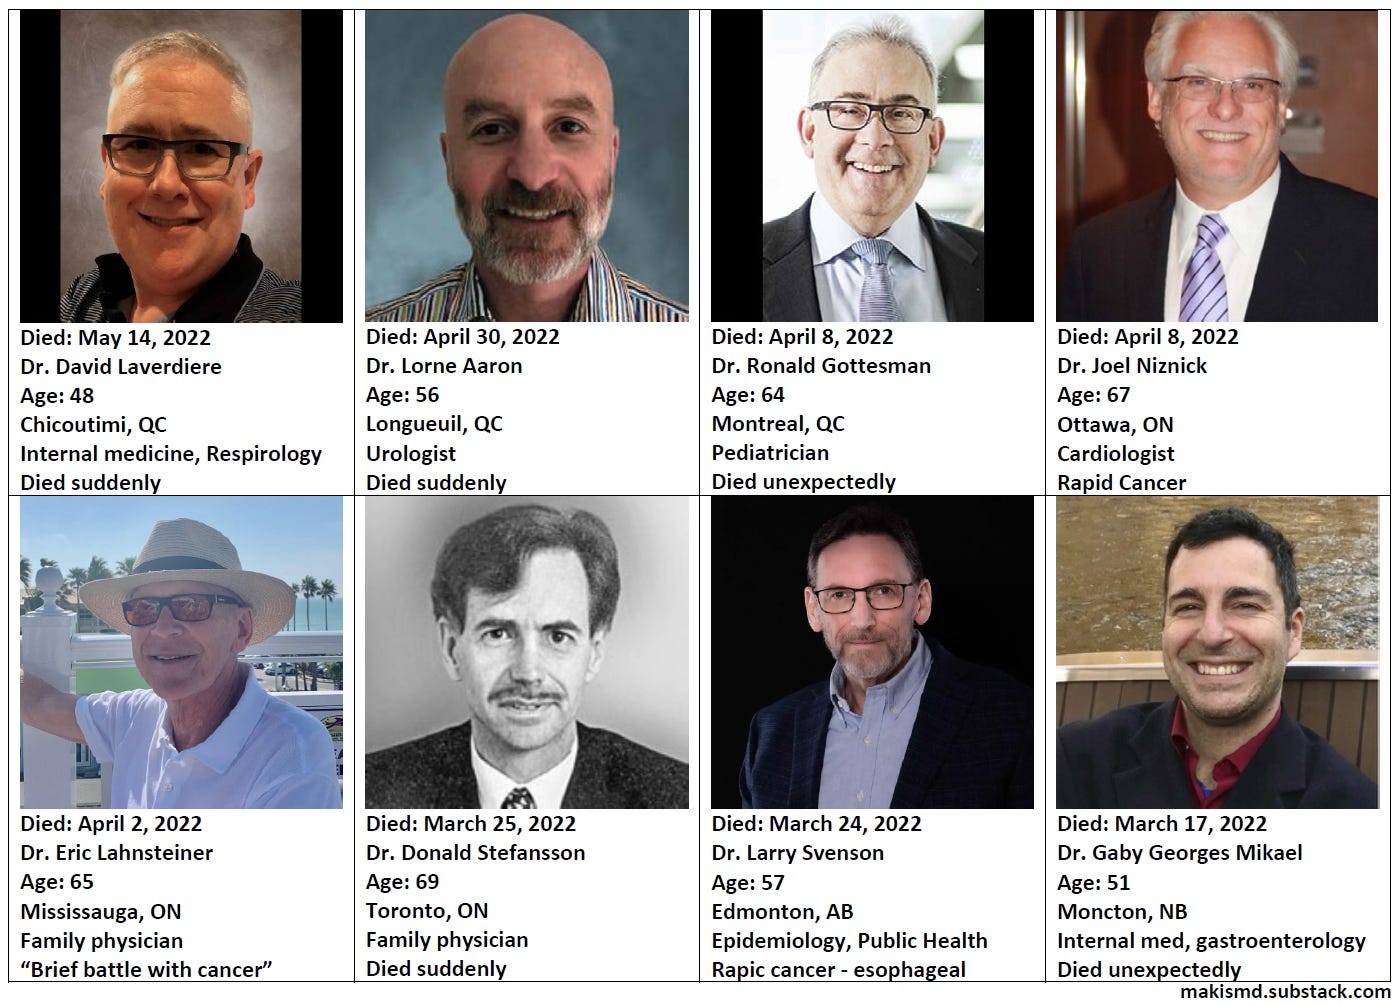 Died: May 14, 2022
Dr. David Laverdiere
Age: 48
Chicoutimi, QC
Internal medicine, Respirology
Died suddenly
Died: April 30, 2022
Dr. Lorne Aaron
Age: 56
Longueuil, QC
Urologist
Died suddenly
Died: April 8, 2022
Dr. Ronald Gottesman
Age: 64
Montreal, QC
Pediatrician
Died unexpectedly
Died: April 8, 2022
Dr. Joel Niznick
Age: 67
Ottawa, ON
Cardiologist
Rapid Cancer
Died: April 2, 2022
Dr. Eric Lahnsteiner
Age: 65
Mississauga, ON
Family physician
“Brief battle with cancer”
Died: March 25, 2022
Dr. Donald Stefansson
Age: 69
Toronto, ON
Family physician
Died suddenly
Died: March 24, 2022
Dr. Larry Svenson
Age: 57
Edmonton, AB
Epidemiology, Public Health
Rapic cancer - esophageal
Died: March 17, 2022
Dr. Gaby Georges Mikael
Age: 51
Moncton, NB
Internal med, gastroenterology
Died unexpectedly
makismd.substack.com